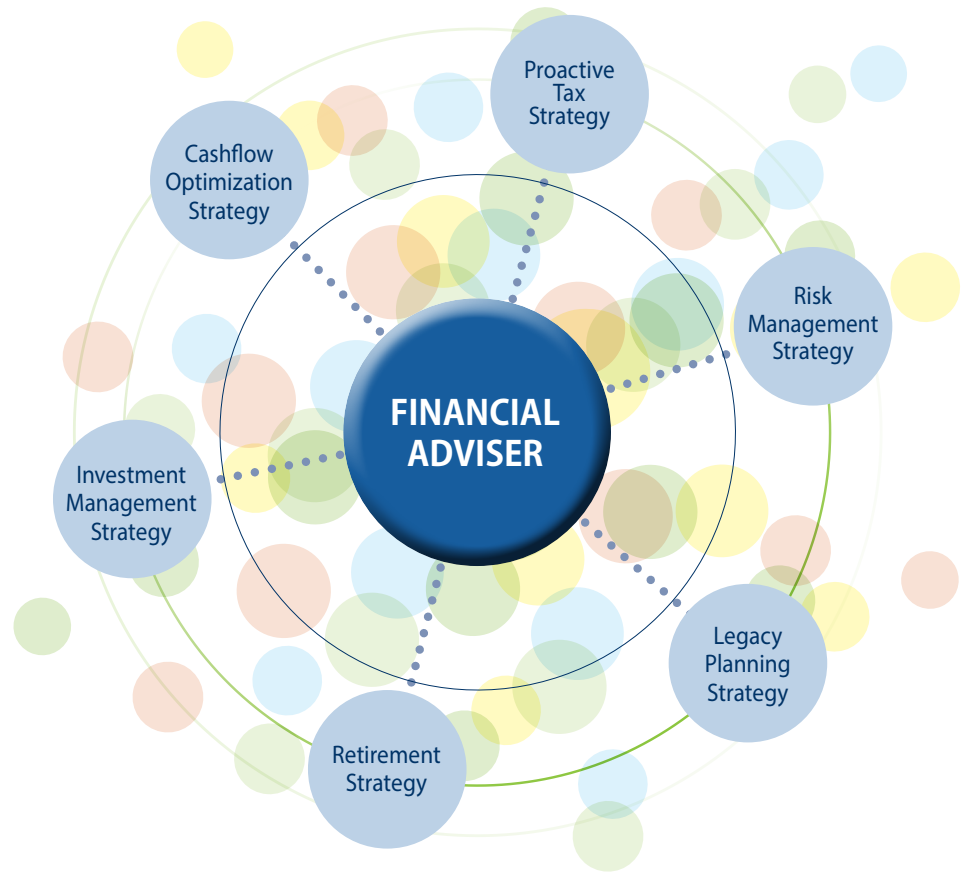 Proactive
Tax
Strategy
Cashflow
Optimization
Strategy
Risk
Management
Strategy
FINANCIAL
ADVISER
Investment
Management
Strategy
Legacy
Planning
Strategy
Retirement
Strategy